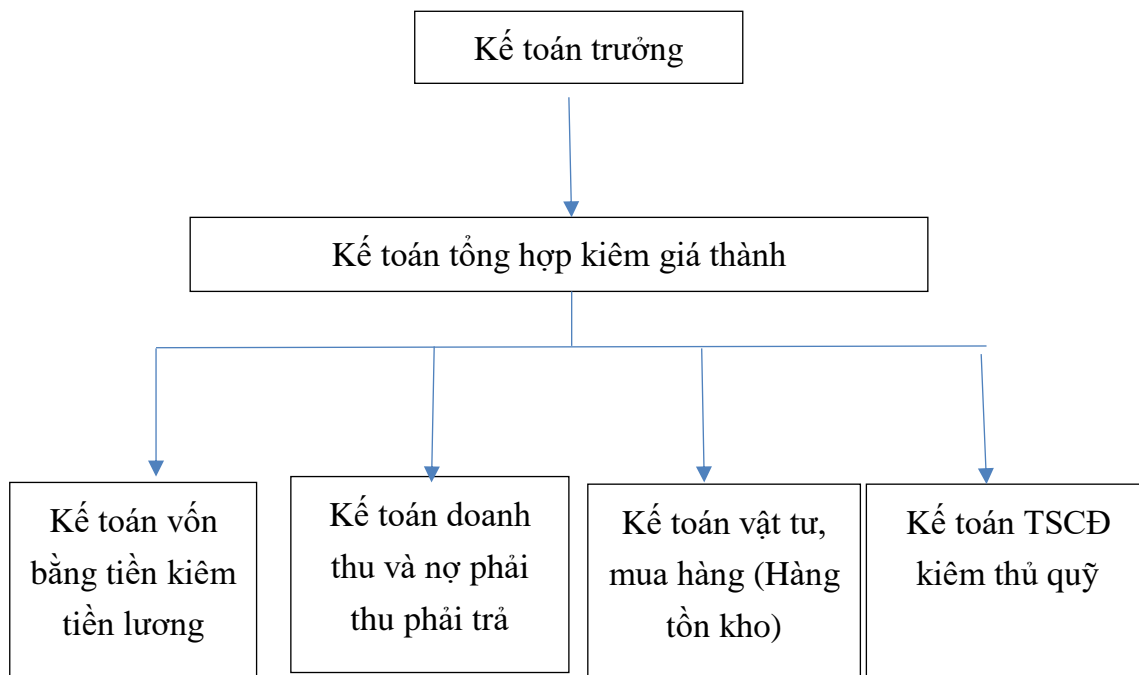 Kế toán trưởng
Kế toán tổng hợp kiêm giá thành
Kế toán vốn
bằng tiền kiêm
tiền lương
Kế toán doanh
thu và nợ phải
thu phải trả
Kế toán vật tư,
mua hàng (Hàng
tồn kho)
Kế toán TSCĐ
kiêm thủ quỹ